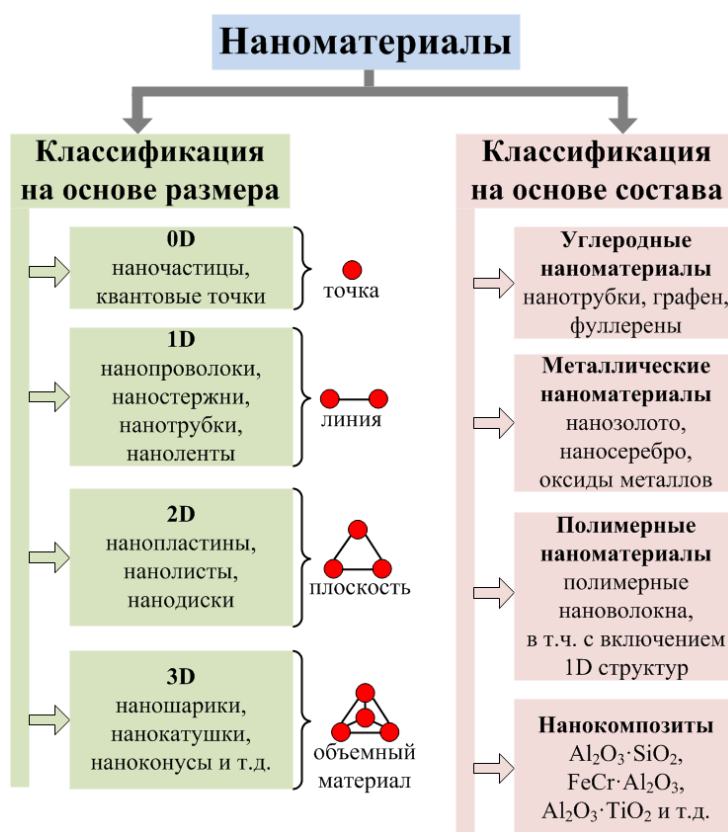 Наноматериалы
Классификация
на основе размера
0D
наночастицы,
квантовые точки
точка
1D
нанопроволоки,
наностержни,
нанотрубки,
наноленты
линия
2D
нанопластины,
нанолисты,
нанодиски
плоскость
3D
наношарики,
нанокатушки,
наноконусы и т.д.
объемный
материал
Классификация
на основе состава
Углеродные
наноматериалы
нанотрубки, графен,
фуллерены
Металлические
наноматериалы
нанозолото,
наносеребро,
оксиды металлов
Полимерные
наноматериалы
полимерные
нановолокна,
в т.ч. с включением
1D структур
Нанокомпозиты
Al₂O₃·SiO₂,
FeCr·Al₂O₃,
Al₂O₃·TiO₂ и т.д.